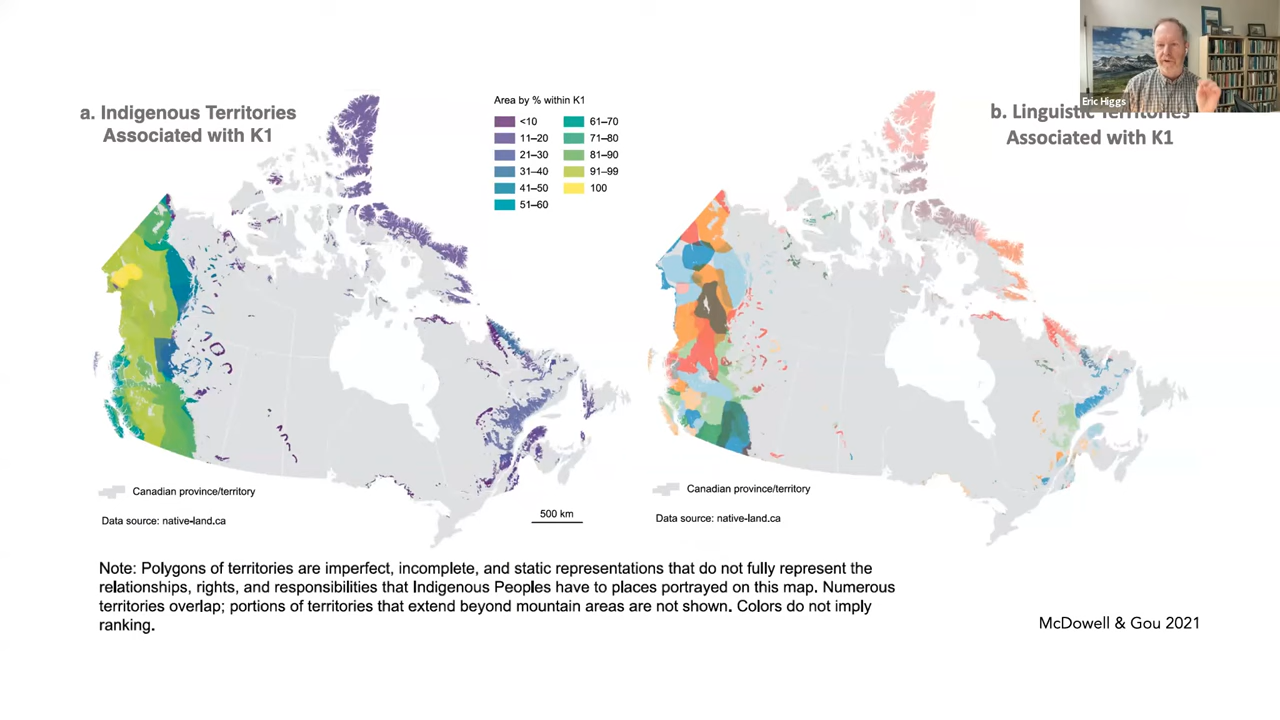 Eric Higgs
a. Indigenous Territories
Associated with K1
Area by % within K1
<10
11–20
21–30
31–40
41–50
51–60
61–70
71–80
81–90
91–99
100
b. Linguistic Territories
Associated with K1
Canadian province/territory
Data source: native-land.ca
500 km
Canadian province/territory
Data source: native-land.ca
Note: Polygons of territories are imperfect, incomplete, and static representations that do not fully represent the
relationships, rights, and responsibilities that Indigenous Peoples have to places portrayed on this map. Numerous
territories overlap; portions of territories that extend beyond mountain areas are not shown. Colors do not imply
ranking.
McDowell & Gou 2021